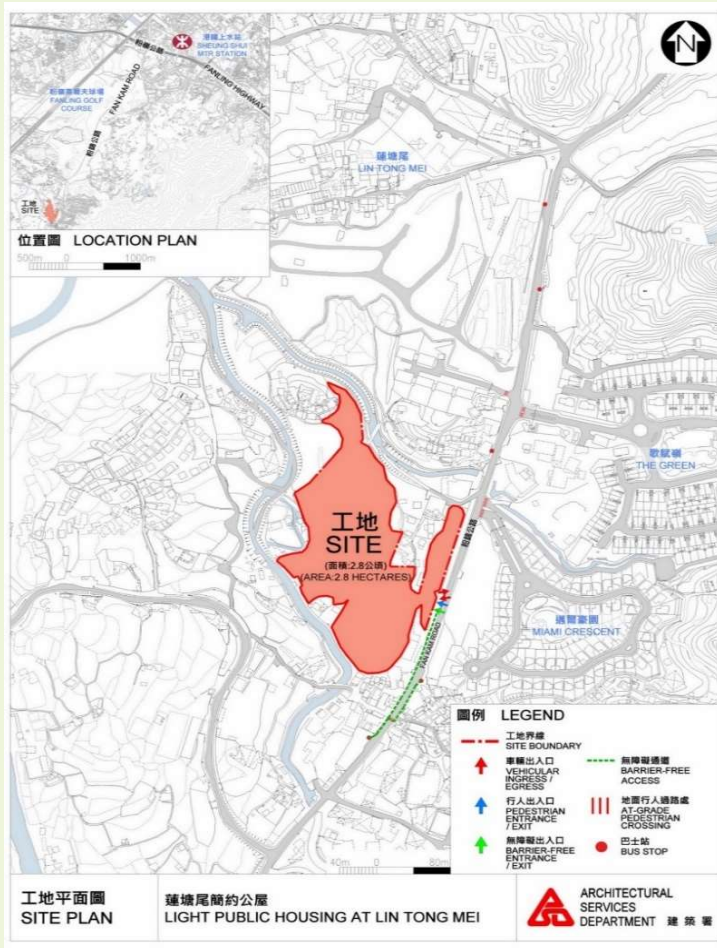 港鐵上水站
SHEUNG SHUI
MTR STATION
粉錦公路
FANLING HIGHWAY
FAN KAM ROAD
FANLING GOLF
COURSE
粉錦公路
工地
SITE
位置圖 LOCATION PLAN
500m 0 1000m
N
蓮塘尾
LIN TONG MEI
歌賦嶺
THE GREEN
工地
SITE
(面積:2.8公頃)
(AREA:2.8 HECTARES)
粉錦公路
FAN KAM ROAD
邁爾豪園
MIAMI CRESCENT
圖例 LEGEND
工地界線
SITE BOUNDARY
車輛出入口
VEHICULAR
INGRESS /
EGRESS
無障礙通道
BARRIER-FREE
ACCESS
行人出入口
PEDESTRIAN
ENTRANCE
/ EXIT
地面行人過路處
AT-GRADE
PEDESTRIAN
CROSSING
無障礙出入口
BARRIER-FREE
ENTRANCE
/ EXIT
巴士站
BUS STOP
40m 0 80m
工地平面圖
SITE PLAN
蓮塘尾簡約公屋
LIGHT PUBLIC HOUSING AT LIN TONG MEI
ARCHITECTURAL
SERVICES
DEPARTMENT 建築署